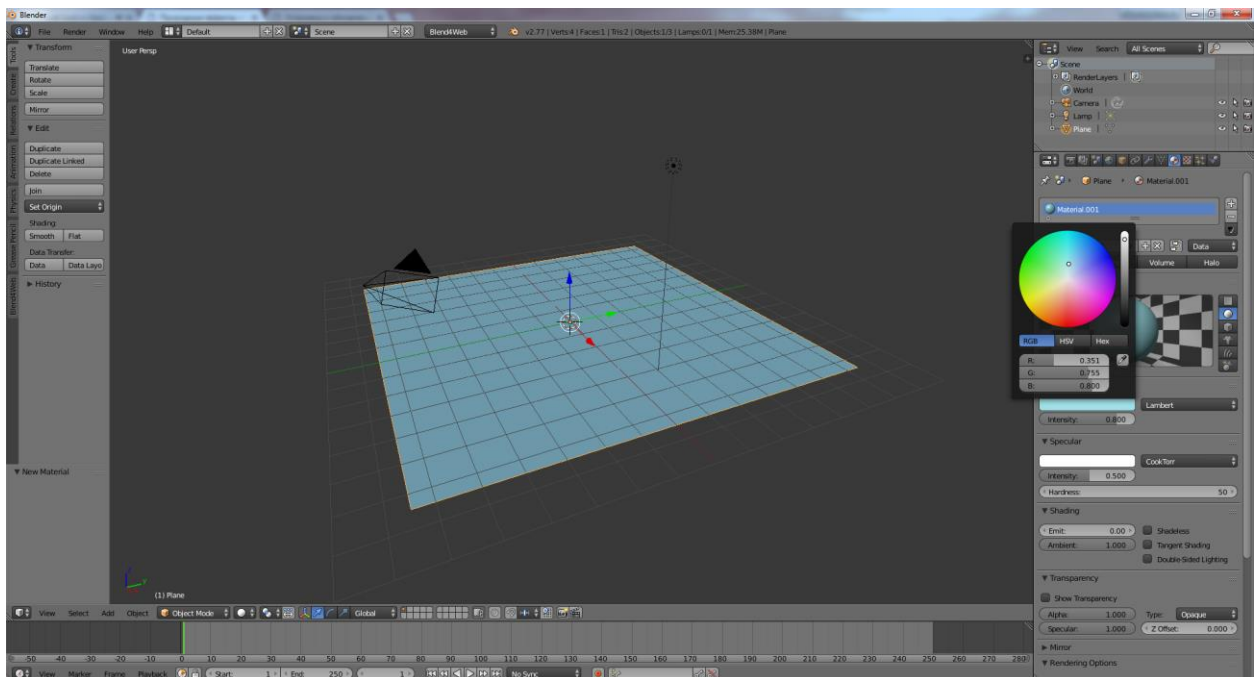 Blender
File Render Window Help Default Scene Blend4Web v2.77 | Verts:4 | Faces:1 | Tris:2 | Objects:1/3 | Lamps:0/1 | Mem:25.38M | Plane
Tools
Create
Relations
Animation
Physics
Grease Pencil
Blend4Web
Transform
Translate
Rotate
Scale
Mirror
Edit
Duplicate
Duplicate Linked
Delete
Join
Set Origin
Shading:
Smooth Flat
Data Transfer:
Data Data Layo
History
New Material
User Persp
(1) Plane
View Select Add Object Object Mode Global
-50 -40 -30 -20 -10 0 10 20 30 40 50 60 70 80 90 100 110 120 130 140 150 160 170 180 190 200 210 220 230 240 250 260 270 280
View Marker Frame Playback Start: 1 End: 250 1 No Sync
View Search All Scenes
Scene
RenderLayers
World
Camera
Lamp
Plane
Plane Material.001
Material.001
Data
Volume Halo
RGB HSV Hex
R: 0.351
G: 0.755
B: 0.800
Lambert
Intensity: 0.800
Specular
CookTorr
Intensity: 0.500
Hardness: 50
Shading
Emit: 0.00 Shadeless
Ambient: 1.000 Tangent Shading
Double-Sided Lighting
Transparency
Show Transparency
Alpha: 1.000 Type: Opaque
Specular: 1.000 Z Offset: 0.000
Mirror
Rendering Options